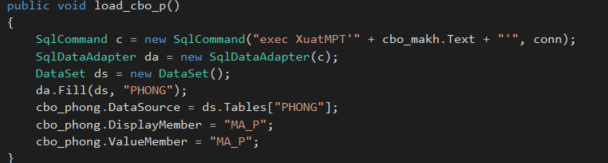 public void load_cbo_p()
{
SqlCommand c = new SqlCommand("exec XuatMPT'" + cbo_makh.Text + "'", conn);
SqlDataAdapter da = new SqlDataAdapter(c);
DataSet ds = new DataSet();
da.Fill(ds, "PHONG");
cbo_phong.DataSource = ds.Tables["PHONG"];
cbo_phong.DisplayMember = "MA_P";
cbo_phong.ValueMember = "MA_P";
}